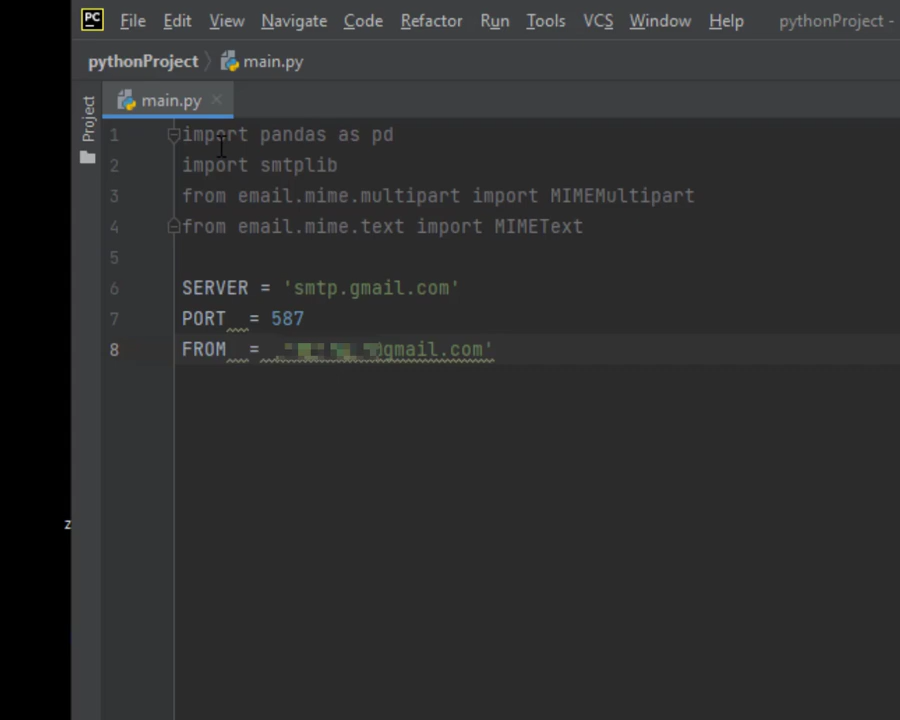 PC File Edit View Navigate Code Refactor Run Tools VCS Window Help pythonProject -
pythonProject main.py
main.py
Project
1 import pandas as pd
2 import smtplib
3 from email.mime.multipart import MIMEMultipart
4 from email.mime.text import MIMEText
5
6 SERVER = 'smtp.gmail.com'
7 PORT = 587
8 FROM = @gmail.com'
z